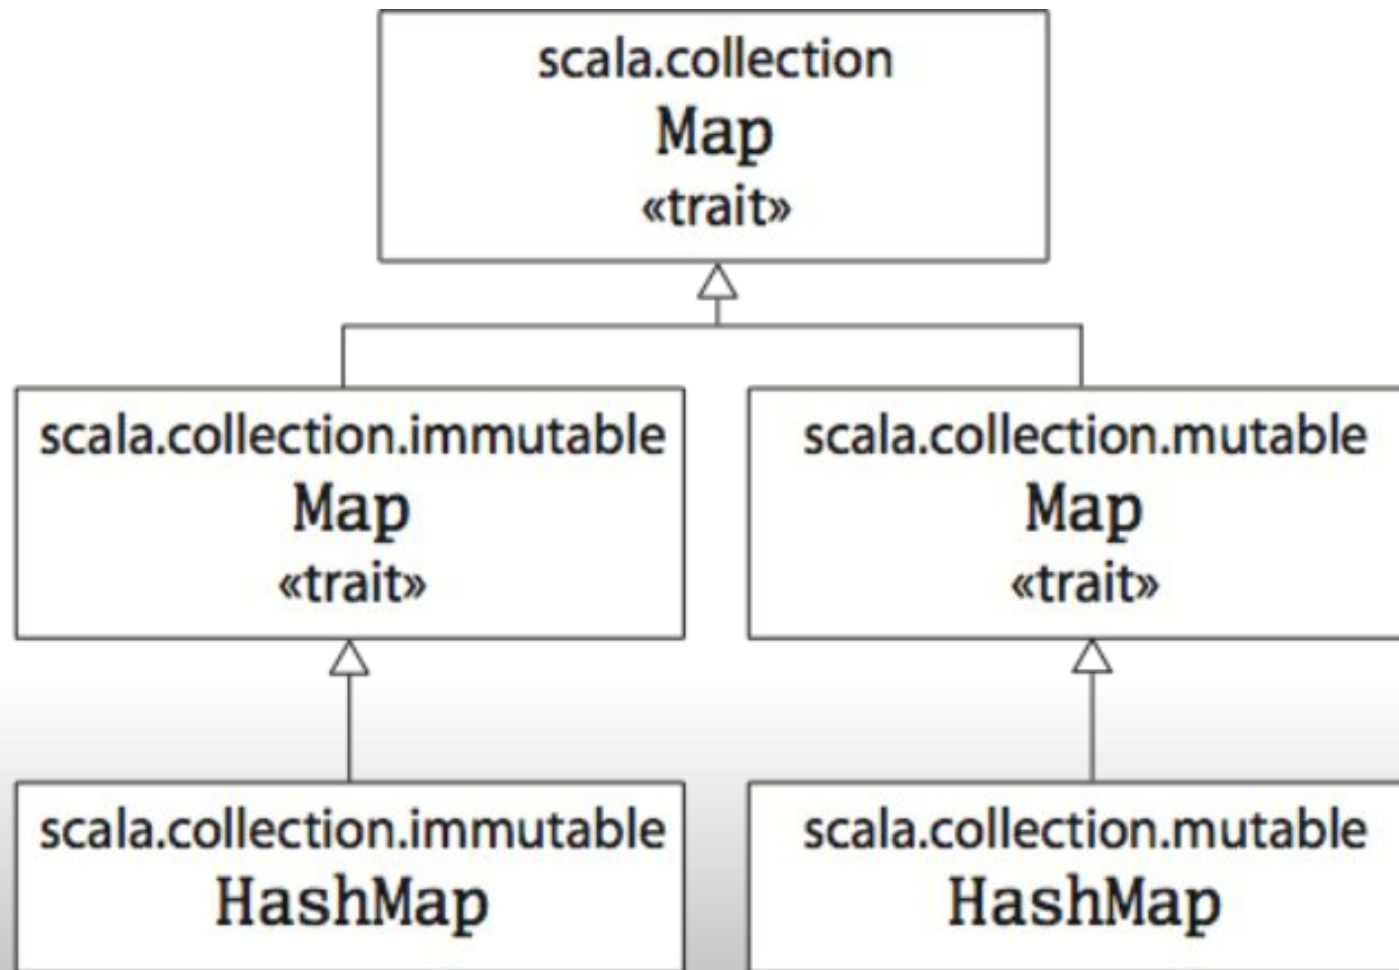 scala.collection
Map
«trait»
scala.collection.immutable
Map
«trait»
scala.collection.mutable
Map
«trait»
scala.collection.immutable
HashMap
scala.collection.mutable
HashMap